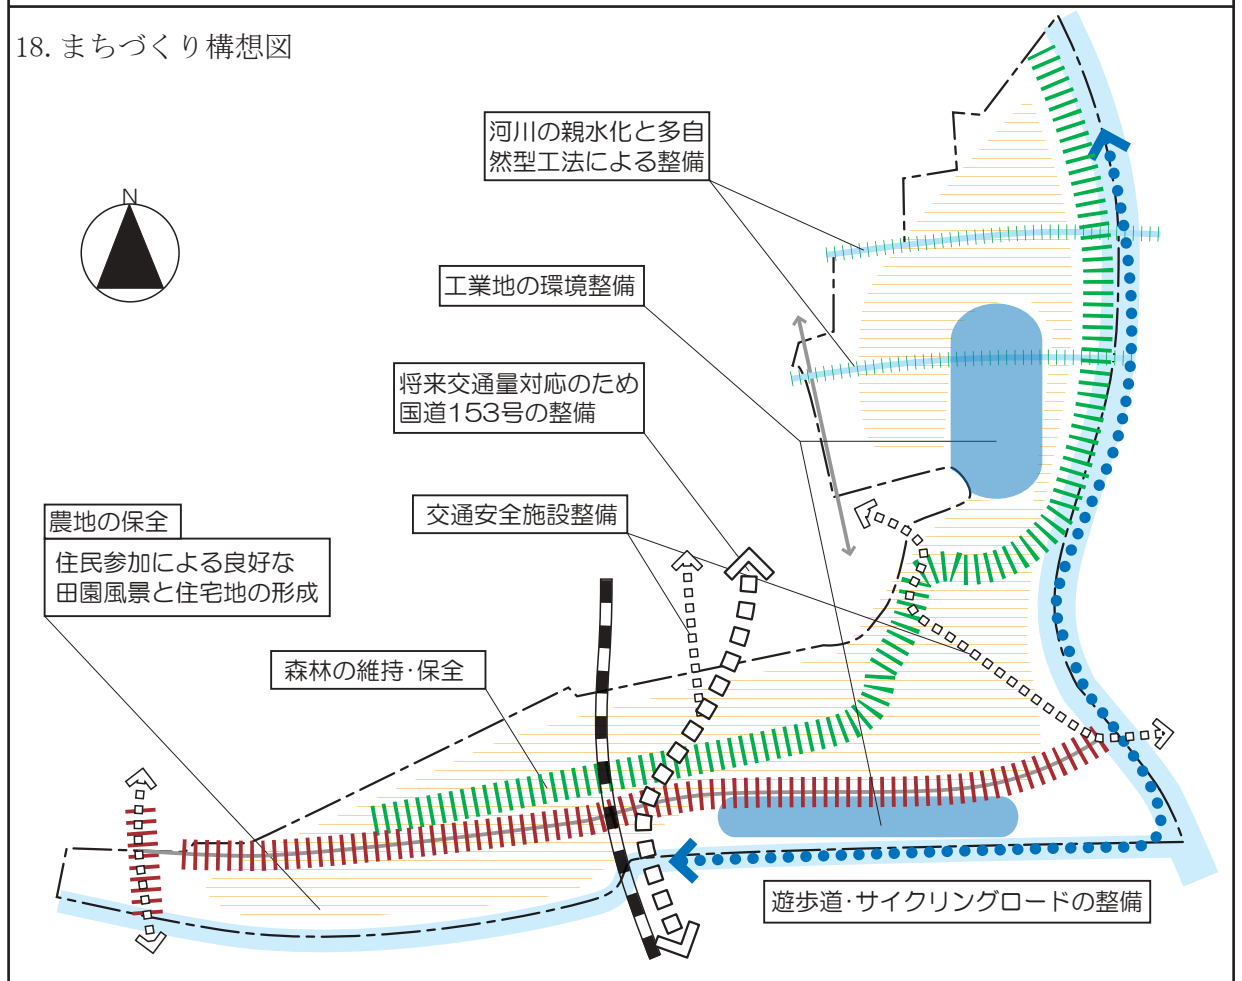 18. まちづくり構想図
N
河川の親水化と多自
然型工法による整備
工業地の環境整備
将来交通量対応のため
国道153号の整備
交通安全施設整備
農地の保全
住民参加による良好な
田園風景と住宅地の形成
森林の維持・保全
遊歩道・サイクリングロードの整備